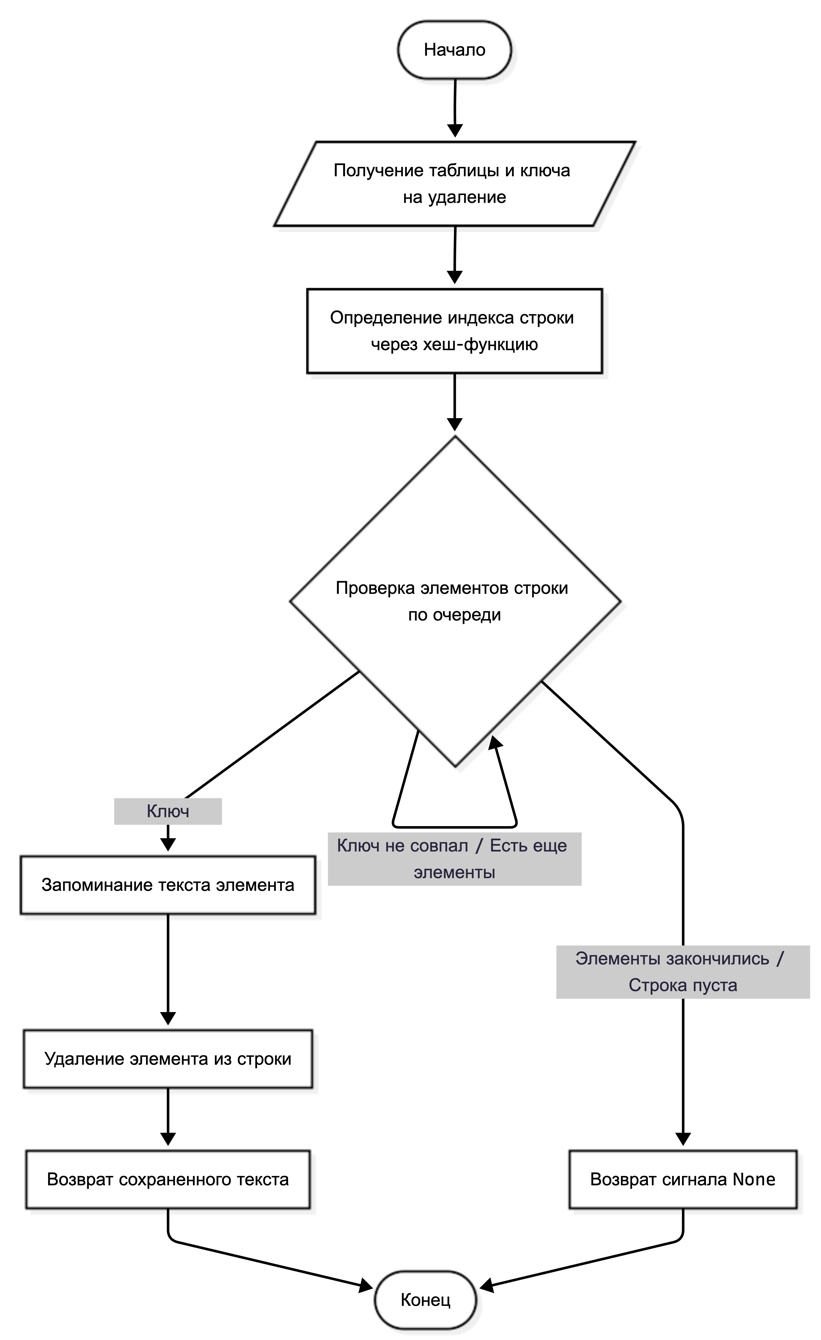 Начало
Получение таблицы и ключа
на удаление
Определение индекса строки
через хеш-функцию
Проверка элементов строки
по очереди
Ключ
Ключ не совпал / Есть еще
элементы
Запоминание текста элемента
Элементы закончились /
Строка пуста
Удаление элемента из строки
Возврат сохраненного текста
Возврат сигнала None
Конец